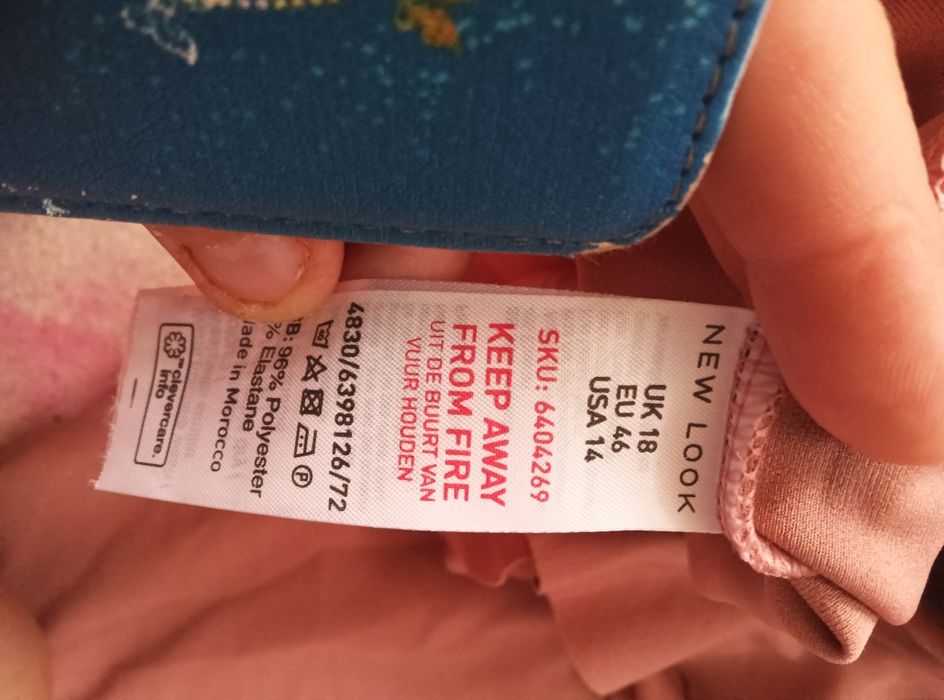 NEW LOOK
UK 18
EU 46
USA 14
SKU: 6404269
KEEP AWAY
FROM FIRE
UIT DE BUURT VAN
VUUR HOUDEN
4830/6398126/72
96% Polyester
% Elastane
Made in Morocco
clevercare.
info